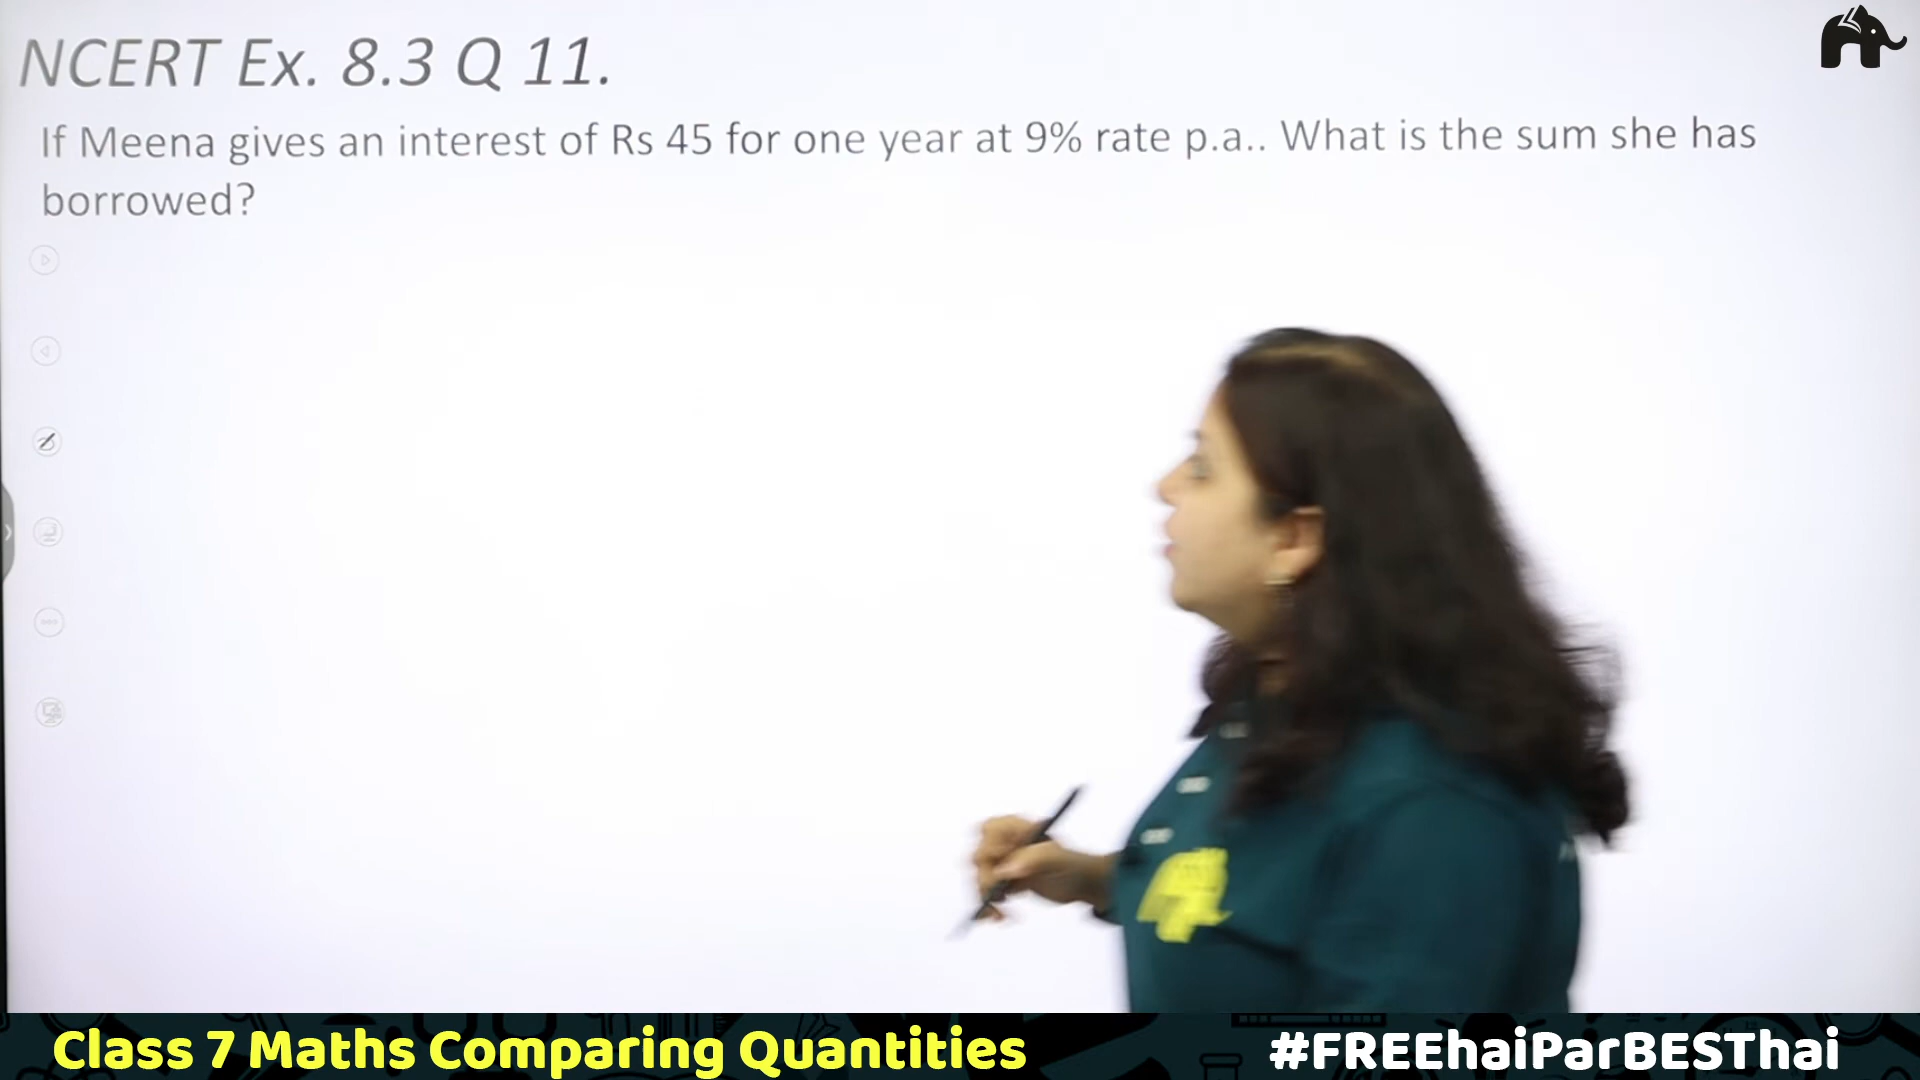 NCERT Ex. 8.3 Q 11.
If Meena gives an interest of Rs 45 for one year at 9% rate p.a.. What is the sum she has
borrowed?
Class 7 Maths Comparing Quantities
#FREEhaiParBESThai